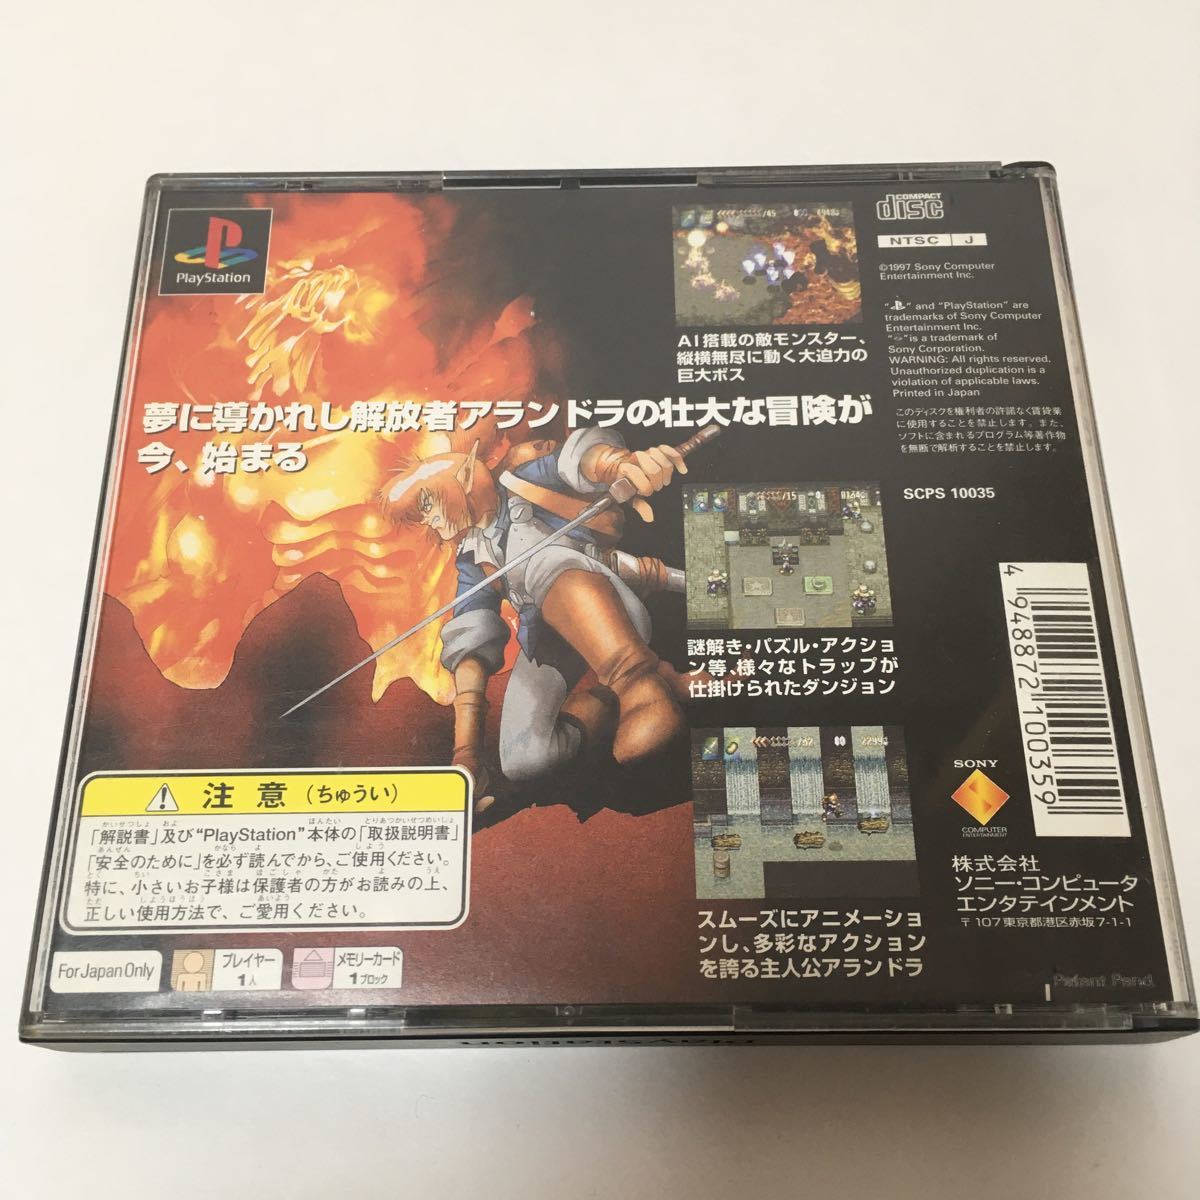 PlayStation
夢に導かれし解放者アランドラの壮大な冒険が
今、始まる
AI搭載の敵モンスター、
縦横無尽に動く大迫力の
巨大ボス
謎解き・パズル・アクショ
ン等、様々なトラップが
仕掛けられたダンジョン
スムーズにアニメーショ
ンし、多彩なアクション
を誇る主人公アランドラ
COMPACT
disc
NTSC J
©1997 Sony Computer
Entertainment Inc.
" " and "PlayStation" are
trademarks of Sony Computer
Entertainment Inc.
" " is a trademark of
Sony Corporation.
WARNING: All rights reserved.
Unauthorized duplication is a
violation of applicable laws.
Printed in Japan
このディスクを権利者の許諾なく賃貸業
に使用することを禁止します。また、
ソフトに含まれるプログラム等著作物
を無断で解析することを禁止します。
SCPS 10035
4 948872 100359
SONY
COMPUTER
ENTERTAINMENT
株式会社
ソニー・コンピュータ
エンタテインメント
〒107 東京都港区赤坂7-1-1
注意(ちゅうい)
「解説書」及び"PlayStation"本体の「取扱説明書」
「安全のために」を必ず読んでから、ご使用ください。
特に、小さいお子様は保護者の方がお読みの上、
正しい使用方法で、ご愛用ください。
For Japan Only
プレイヤー
1人
メモリーカード
1ブロック
Patent Pend.
PlayStation